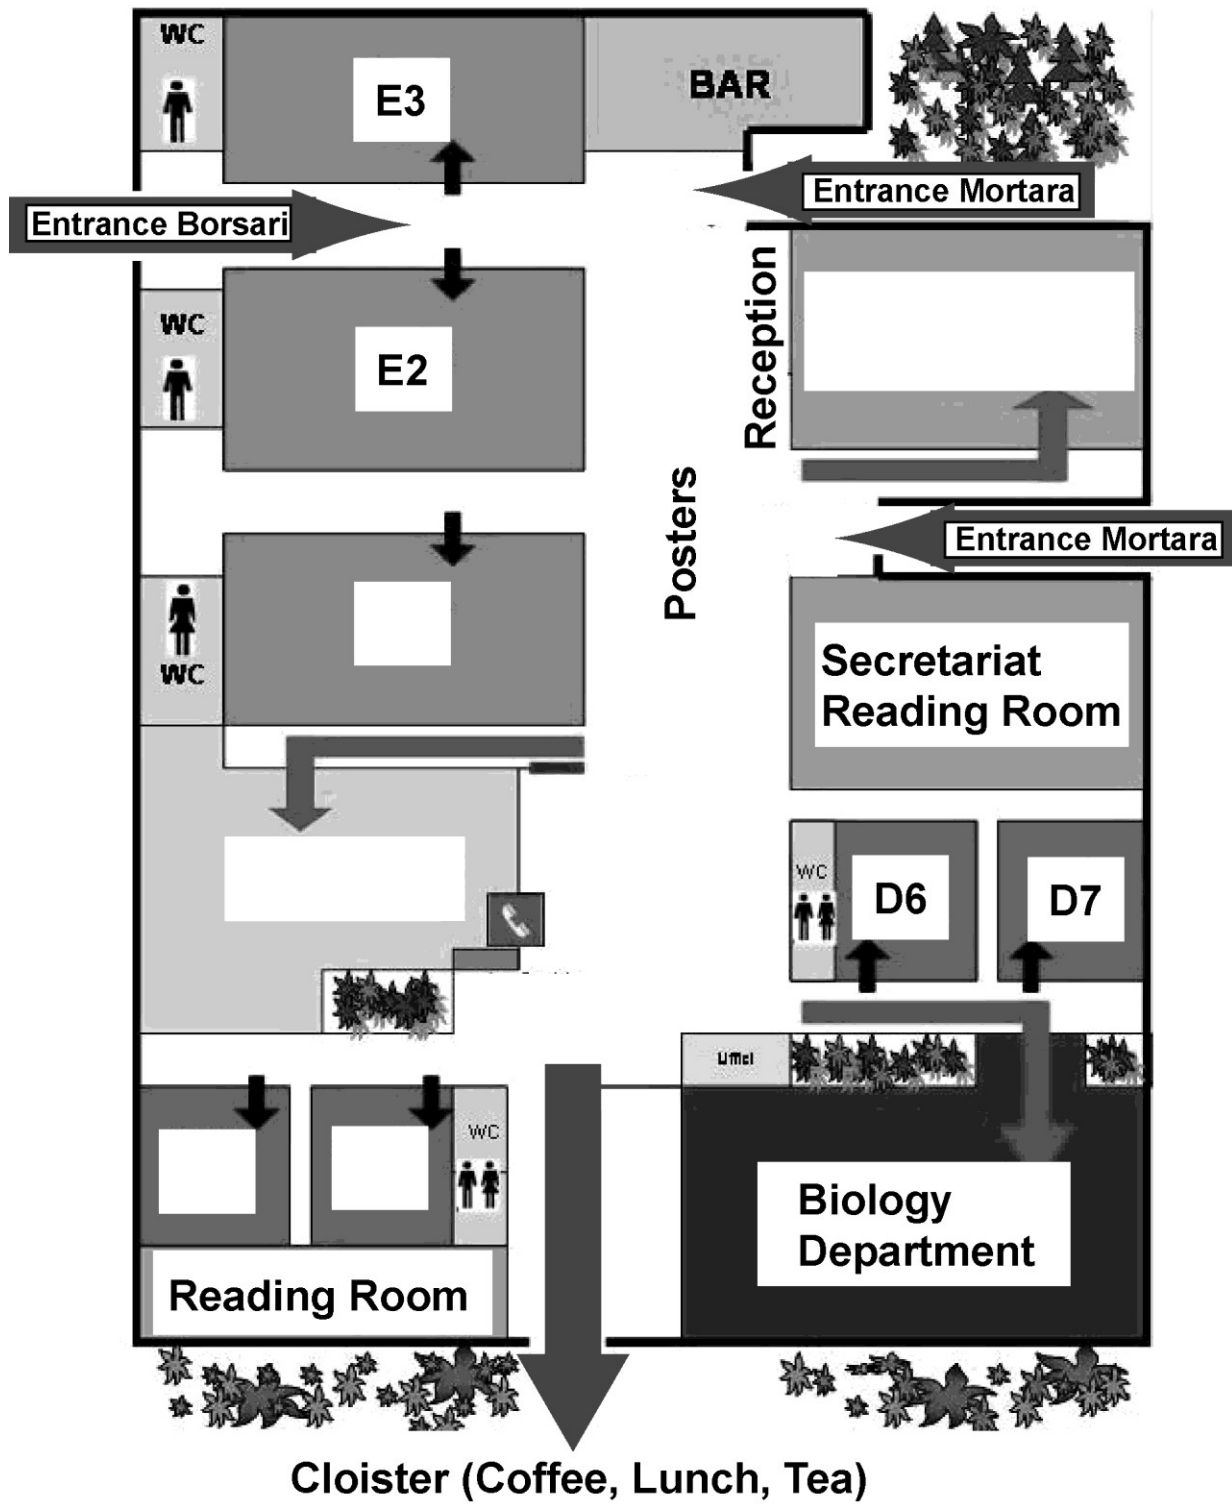 WC
E3
BAR
Entrance Mortara
Entrance Borsari
WC
E2
Reception
Posters
Entrance Mortara
WC
Secretariat
Reading Room
WC
D6
D7
WC
Biology
Department
Reading Room
Cloister (Coffee, Lunch, Tea)